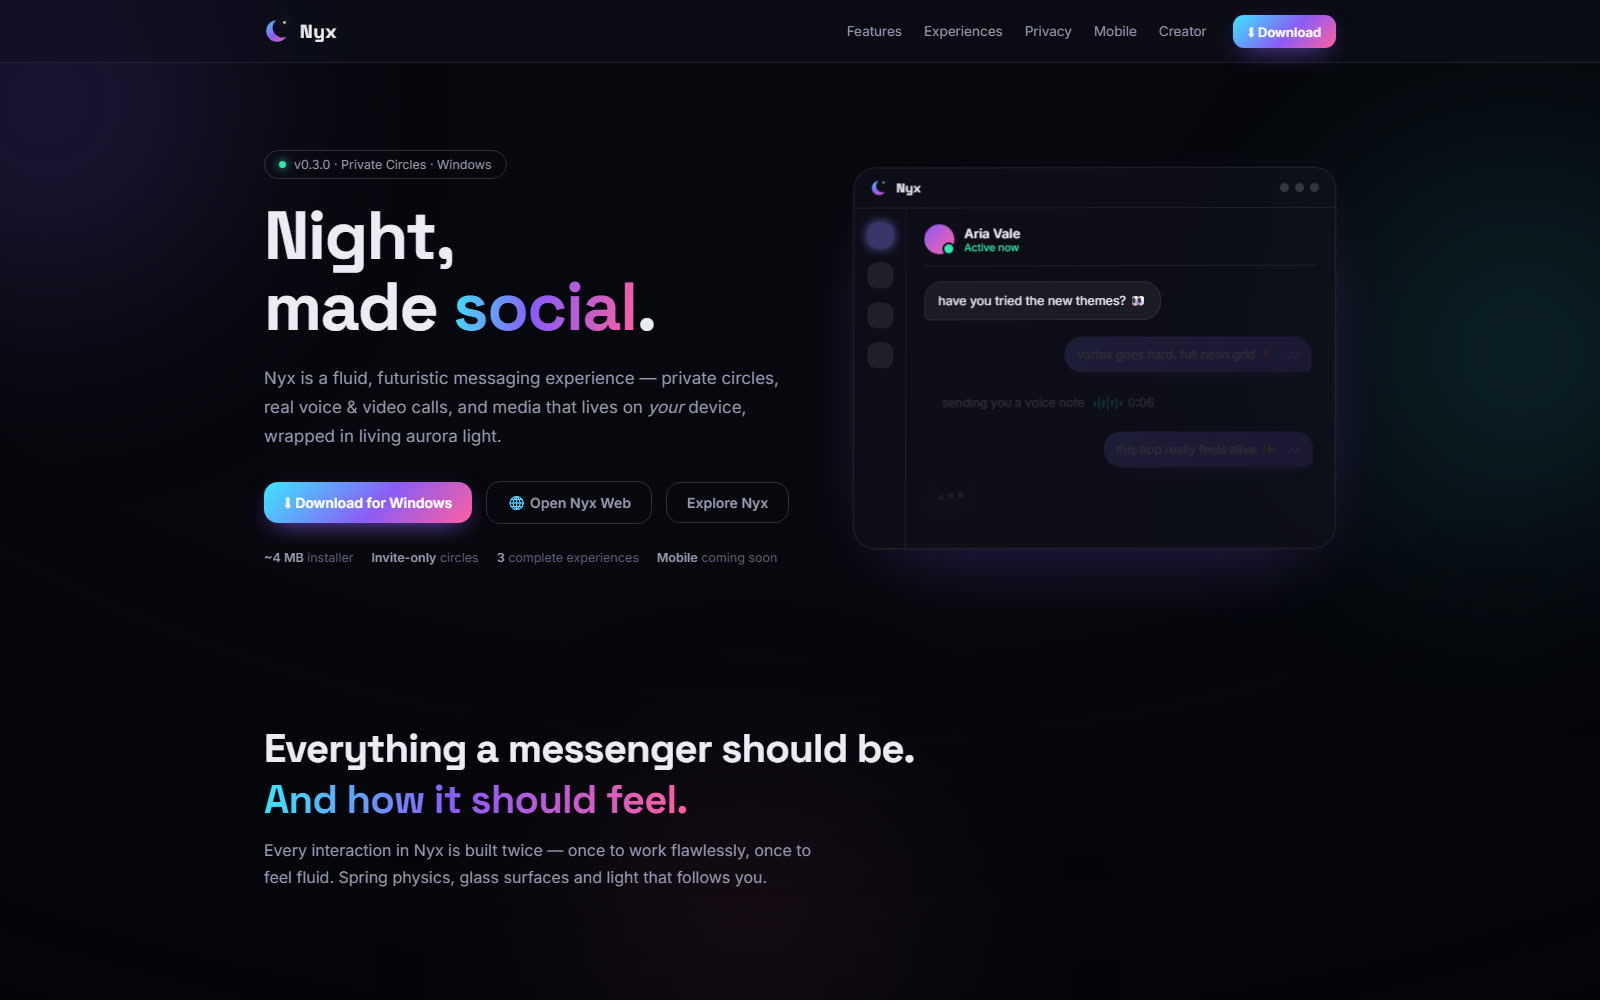 Nyx
Features
Experiences
Privacy
Mobile
Creator
⬇ Download
v0.3.0 · Private Circles · Windows
Night,
made social.
Nyx is a fluid, futuristic messaging experience — private circles,
real voice & video calls, and media that lives on your device,
wrapped in living aurora light.
⬇ Download for Windows
🌐 Open Nyx Web
Explore Nyx
~4 MB installer
Invite-only circles
3 complete experiences
Mobile coming soon
Nyx
Aria Vale
Active now
have you tried the new themes? 👀
vortex goes hard. full neon grid
sending you a voice note 0:06
this app really feels alive
Everything a messenger should be.
And how it should feel.
Every interaction in Nyx is built twice — once to work flawlessly, once to
feel fluid. Spring physics, glass surfaces and light that follows you.